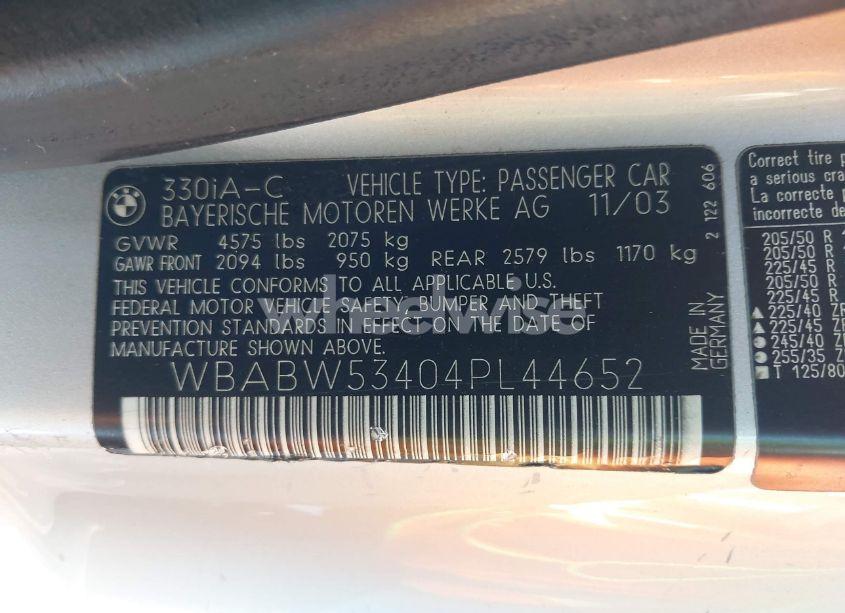 BMW
330iA-C VEHICLE TYPE: PASSENGER CAR
BAYERISCHE MOTOREN WERKE AG 11/03
GVWR 4575 lbs 2075 kg
GAWR FRONT 2094 lbs 950 kg REAR 2579 lbs 1170 kg
THIS VEHICLE CONFORMS TO ALL APPLICABLE U.S.
FEDERAL MOTOR VEHICLE SAFETY, BUMPER AND THEFT
PREVENTION STANDARDS IN EFFECT ON THE DATE OF
MANUFACTURE SHOWN ABOVE.
WBABW53404PL44652
2 122 606
MADE IN
GERMANY
wheelwise
Correct tire
a serious
La correcte
incorrecte de
205/50 R
205/50 R
225/45 R
205/50 R
225/45 R
225/40 ZR
225/45 ZR
245/40
255/35
T 125/80